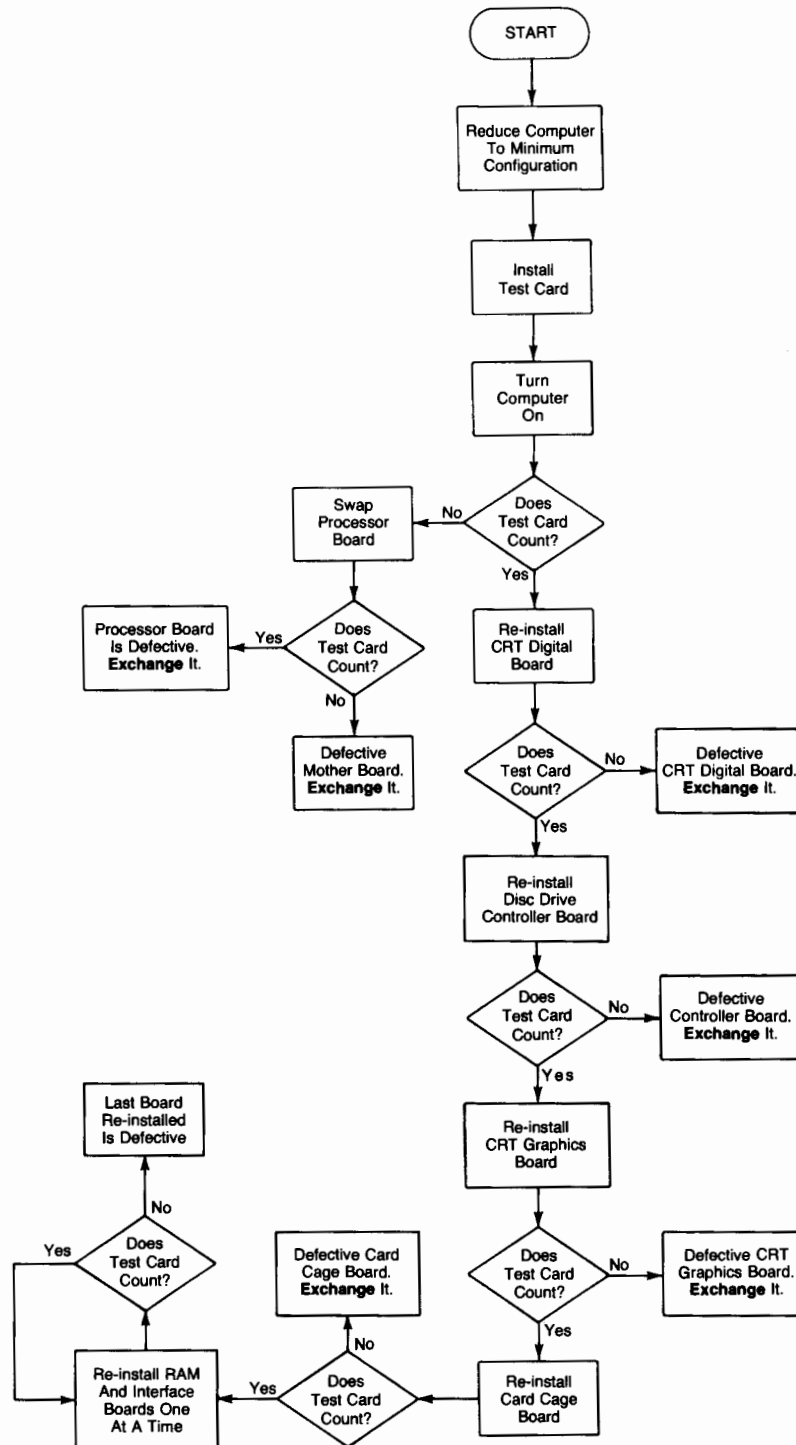 START
Reduce Computer
To Minimum
Configuration
Install
Test Card
Turn
Computer
On
Does
Test Card
Count?
No
Yes
Swap
Processor
Board
Does
Test Card
Count?
Yes
No
Processor Board
Is Defective.
Exchange It.
Defective
Mother Board.
Exchange It.
Re-install
CRT Digital
Board
Does
Test Card
Count?
No
Yes
Defective
CRT Digital Board.
Exchange It.
Re-install
Disc Drive
Controller Board
Does
Test Card
Count?
No
Yes
Defective
Controller Board.
Exchange It.
Re-install
CRT Graphics
Board
Does
Test Card
Count?
No
Yes
Defective CRT
Graphics Board.
Exchange It.
Re-install
Card Cage
Board
Does
Test Card
Count?
No
Yes
Defective Card
Cage Board.
Exchange It.
Re-install RAM
And Interface
Boards One
At A Time
Does
Test Card
Count?
Yes
No
Last Board
Re-installed
Is Defective